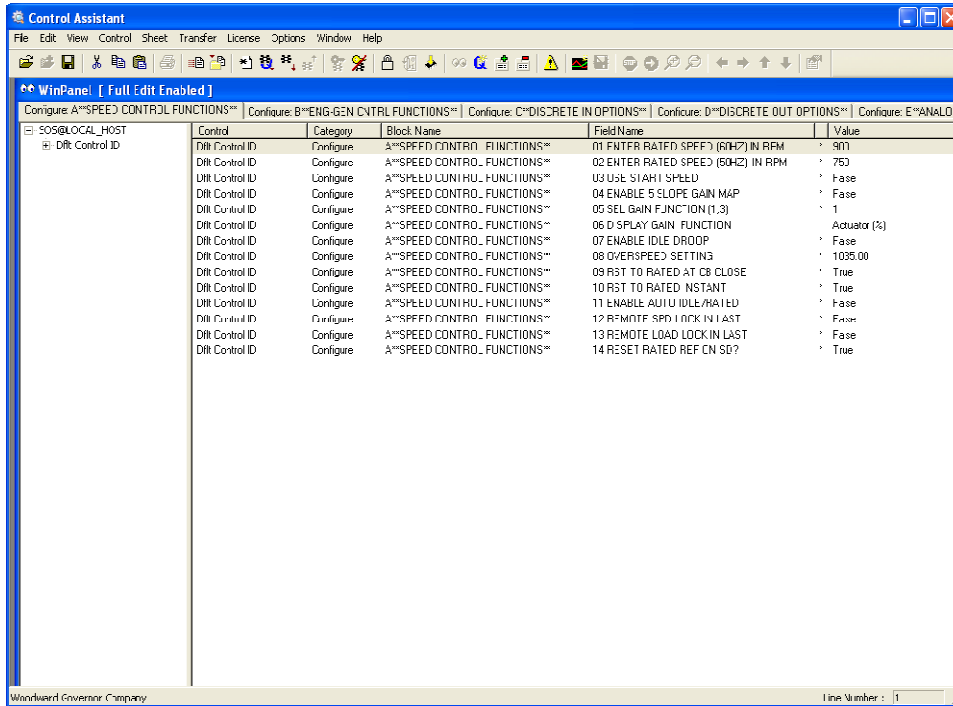 Control Assistant
File Edit View Control Sheet Transfer License Options Window Help
WinPanel [ Full Edit Enabled ]
Configure: A**SPEED CONTROL FUNCTIONS** Configure: B**ENG-GEN CNTRL FUNCTIONS** Configure: C**DISCRETE IN OPTIONS** Configure: D**DISCRETE OUT OPTIONS** Configure: E**ANALO
SOS@LOCAL_HOST
Dflt Control ID
Control Category Block Name Field Name Value
Dflt Control ID Configure A**SPEED CONTROL FUNCTIONS** 01 ENTER RATED SPEED (60HZ) IN RPM * 900
Dflt Control ID Configure A**SPEED CONTROL FUNCTIONS** 02 ENTER RATED SPEED (50HZ) IN RPM * 750
Dflt Control ID Configure A**SPEED CONTROL FUNCTIONS** 03 USE START SPEED * False
Dflt Control ID Configure A**SPEED CONTROL FUNCTIONS** 04 ENABLE 5 SLOPE GAIN MAP * False
Dflt Control ID Configure A**SPEED CONTROL FUNCTIONS** 05 SEL GAIN FUNCTION (1,3) * 1
Dflt Control ID Configure A**SPEED CONTROL FUNCTIONS** 06 DISPLAY GAIN FUNCTION Actuator (%)
Dflt Control ID Configure A**SPEED CONTROL FUNCTIONS** 07 ENABLE IDLE DROOP * False
Dflt Control ID Configure A**SPEED CONTROL FUNCTIONS** 08 OVERSPEED SETTING * 1035.00
Dflt Control ID Configure A**SPEED CONTROL FUNCTIONS** 09 RST TO RATED AT CB CLOSE * True
Dflt Control ID Configure A**SPEED CONTROL FUNCTIONS** 10 RST TO RATED INSTANT * True
Dflt Control ID Configure A**SPEED CONTROL FUNCTIONS** 11 ENABLE AUTO IDLE/RATED * False
Dflt Control ID Configure A**SPEED CONTROL FUNCTIONS** 12 REMOTE SPD LOCK IN LAST * False
Dflt Control ID Configure A**SPEED CONTROL FUNCTIONS** 13 REMOTE LOAD LOCK IN LAST * False
Dflt Control ID Configure A**SPEED CONTROL FUNCTIONS** 14 RESET RATED REF ON SD? * True
Woodward Governor Company Line Number : 1